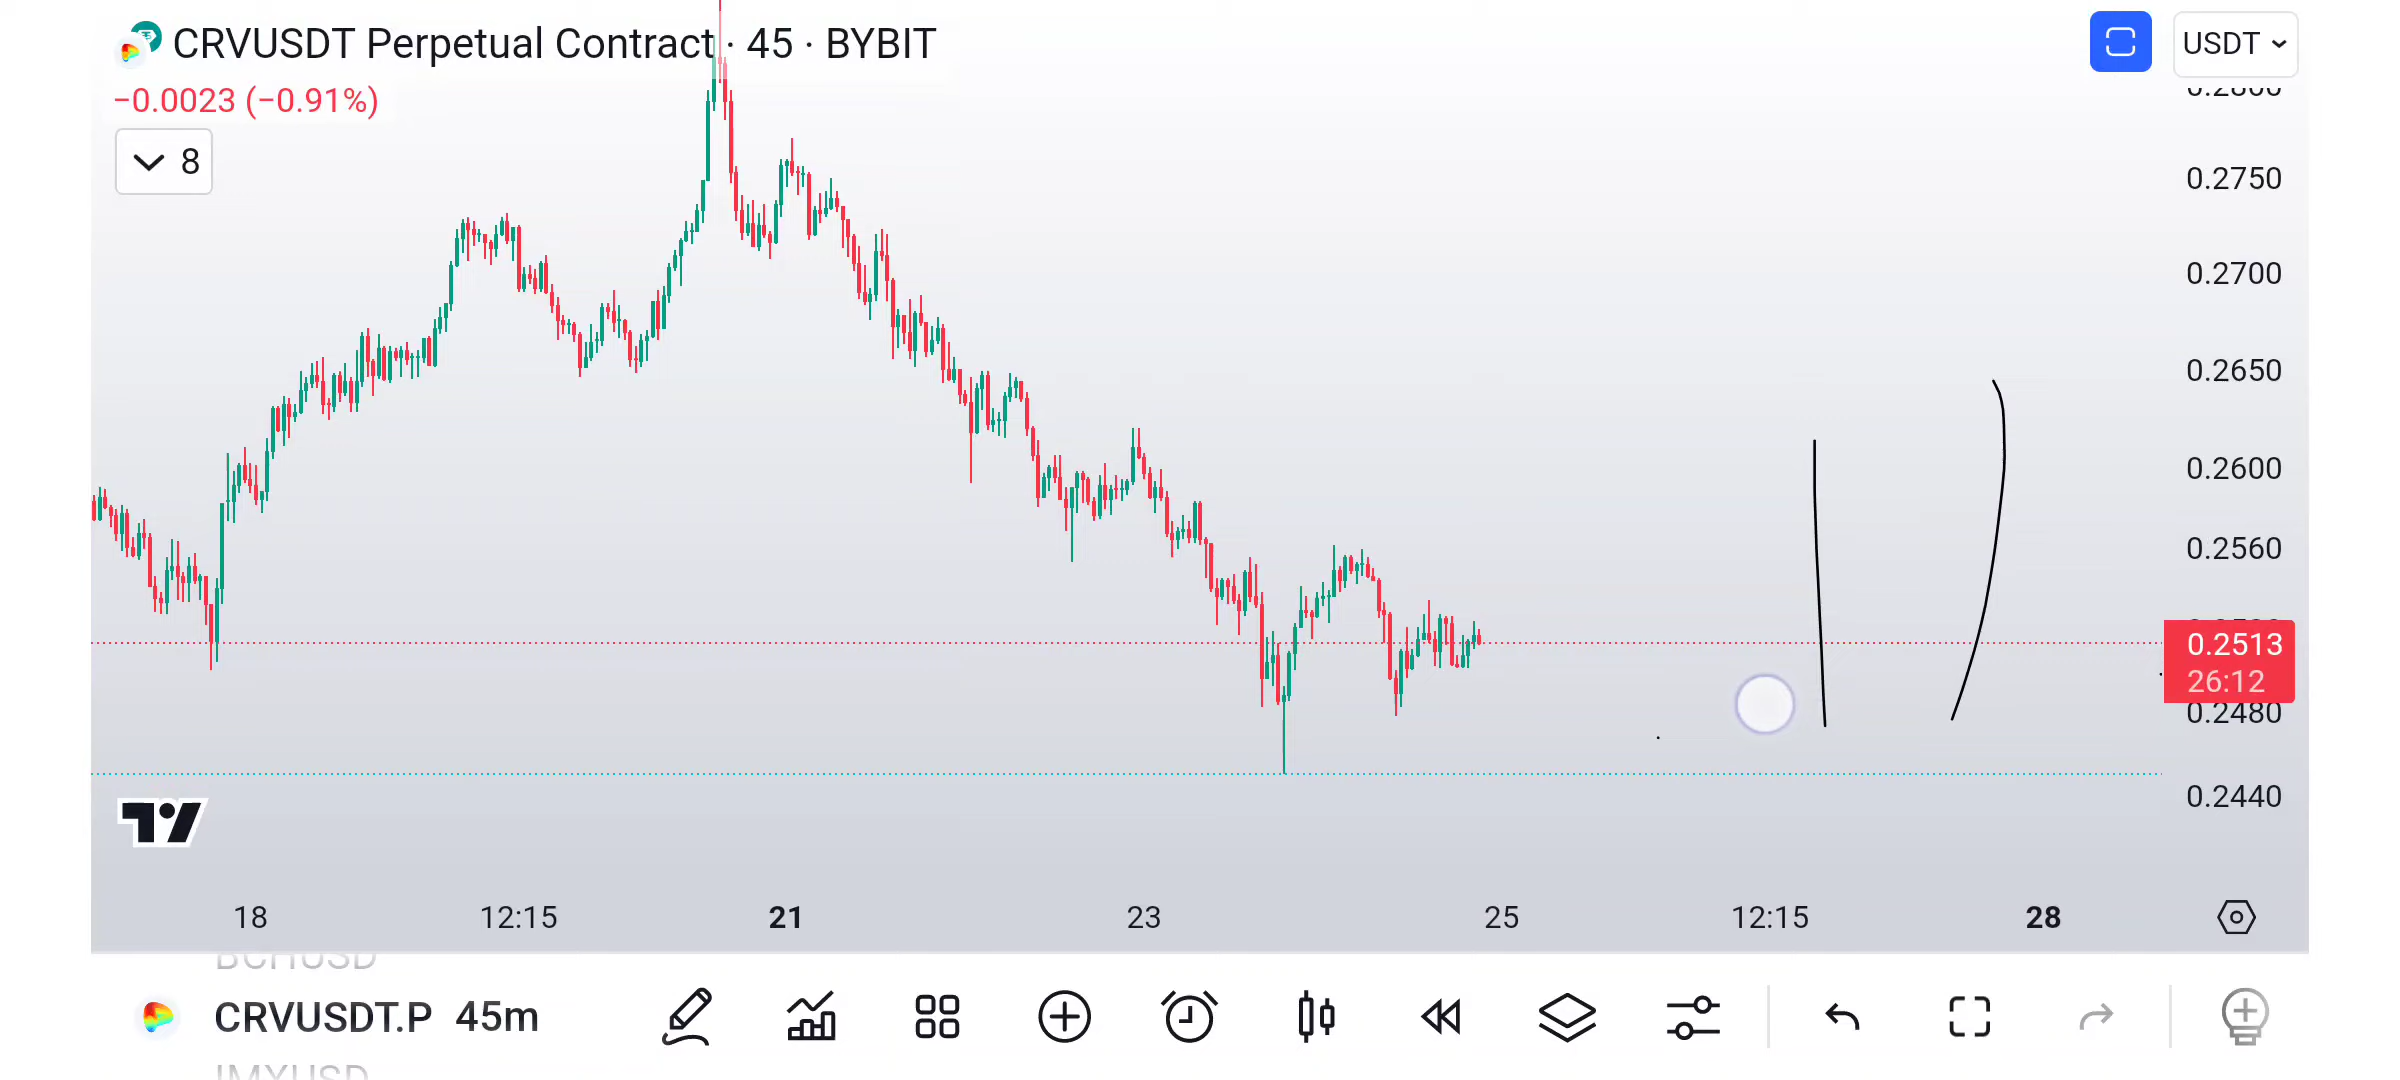 CRVUSDT Perpetual Contract · 45 · BYBIT
USDT
−0.0023 (−0.91%)
8
0.2750
0.2700
0.2650
0.2600
0.2560
0.2513
26:12
0.2480
0.2440
18 12:15 21 23 25 12:15 28
BCHUSD
CRVUSDT.P 45m
IMXUSD